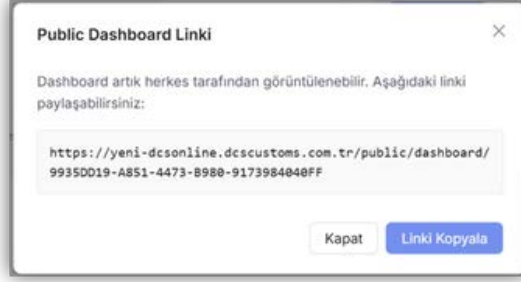 Public Dashboard Linki
Dashboard artık herkes tarafından görüntülenebilir. Aşağıdaki linki
paylaşabilirsiniz:
https://yeni-dcsonline.dcscustoms.com.tr/public/dashboard/
9935DD19-A851-4473-B980-9173984040FF
Kapat
Linki Kopyala